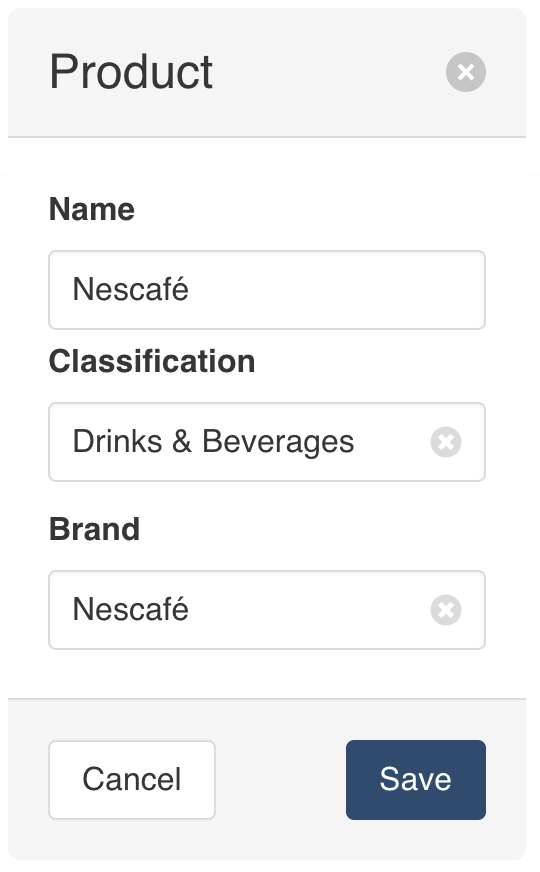 Product
Name
Nescafé
Classification
Drinks & Beverages
Brand
Nescafé
Cancel
Save